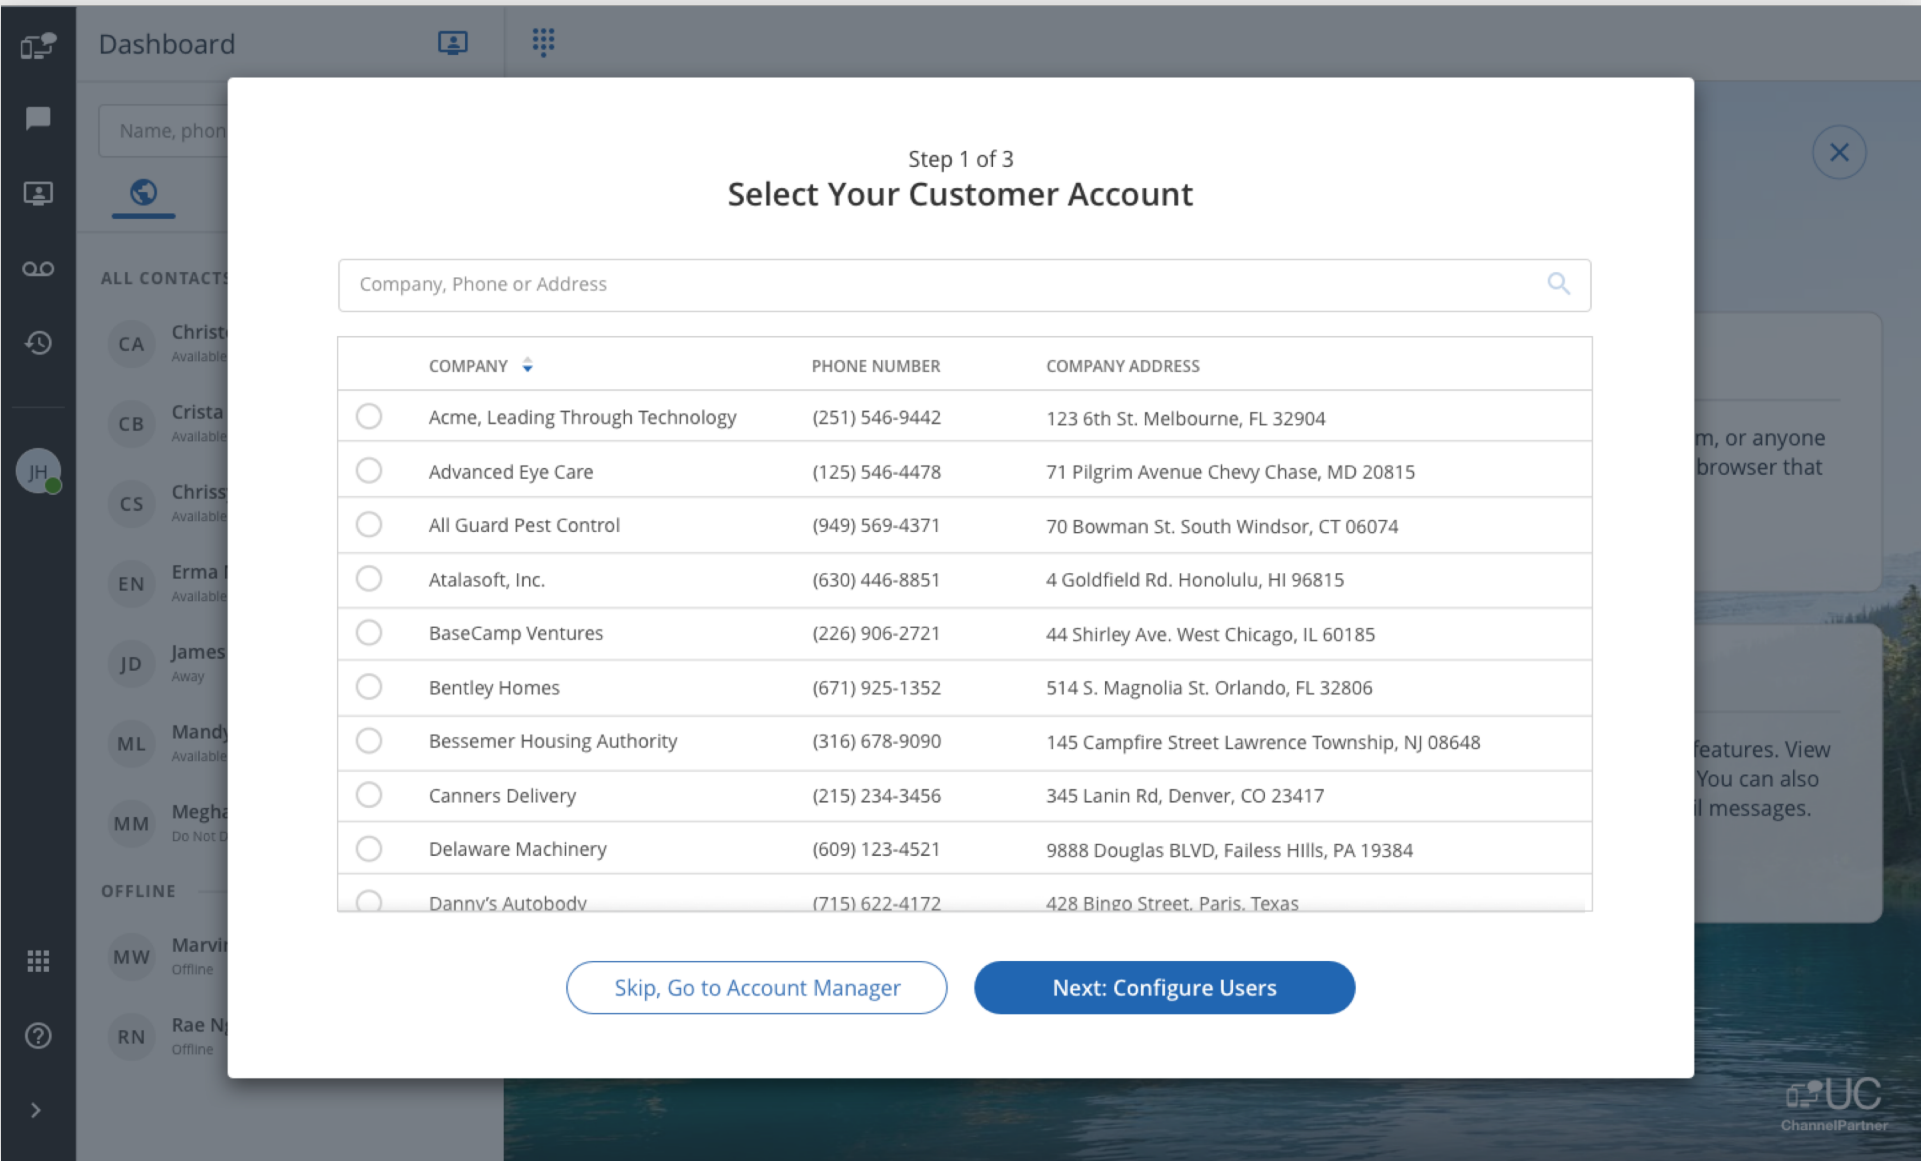 Dashboard
Name, phon
ALL CONTACTS
CA Christ
Available
CB Crista
Available
CS Chriss
Available
EN Erma
Available
JD James
Away
ML Mandy
Available
MM Megha
Do Not D
OFFLINE
MW Marvin
Offline
RN Rae Ng
Offline
JH
Step 1 of 3
Select Your Customer Account
Company, Phone or Address
COMPANY PHONE NUMBER COMPANY ADDRESS
Acme, Leading Through Technology (251) 546-9442 123 6th St. Melbourne, FL 32904
Advanced Eye Care (125) 546-4478 71 Pilgrim Avenue Chevy Chase, MD 20815
All Guard Pest Control (949) 569-4371 70 Bowman St. South Windsor, CT 06074
Atalasoft, Inc. (630) 446-8851 4 Goldfield Rd. Honolulu, HI 96815
BaseCamp Ventures (226) 906-2721 44 Shirley Ave. West Chicago, IL 60185
Bentley Homes (671) 925-1352 514 S. Magnolia St. Orlando, FL 32806
Bessemer Housing Authority (316) 678-9090 145 Campfire Street Lawrence Township, NJ 08648
Canners Delivery (215) 234-3456 345 Lanin Rd, Denver, CO 23417
Delaware Machinery (609) 123-4521 9888 Douglas BLVD, Failess HIlls, PA 19384
Danny's Autobody (715) 622-4172 428 Bingo Street. Paris. Texas
Skip, Go to Account Manager
Next: Configure Users
m, or anyone
browser that
features. View
You can also
il messages.
UC
ChannelPartner